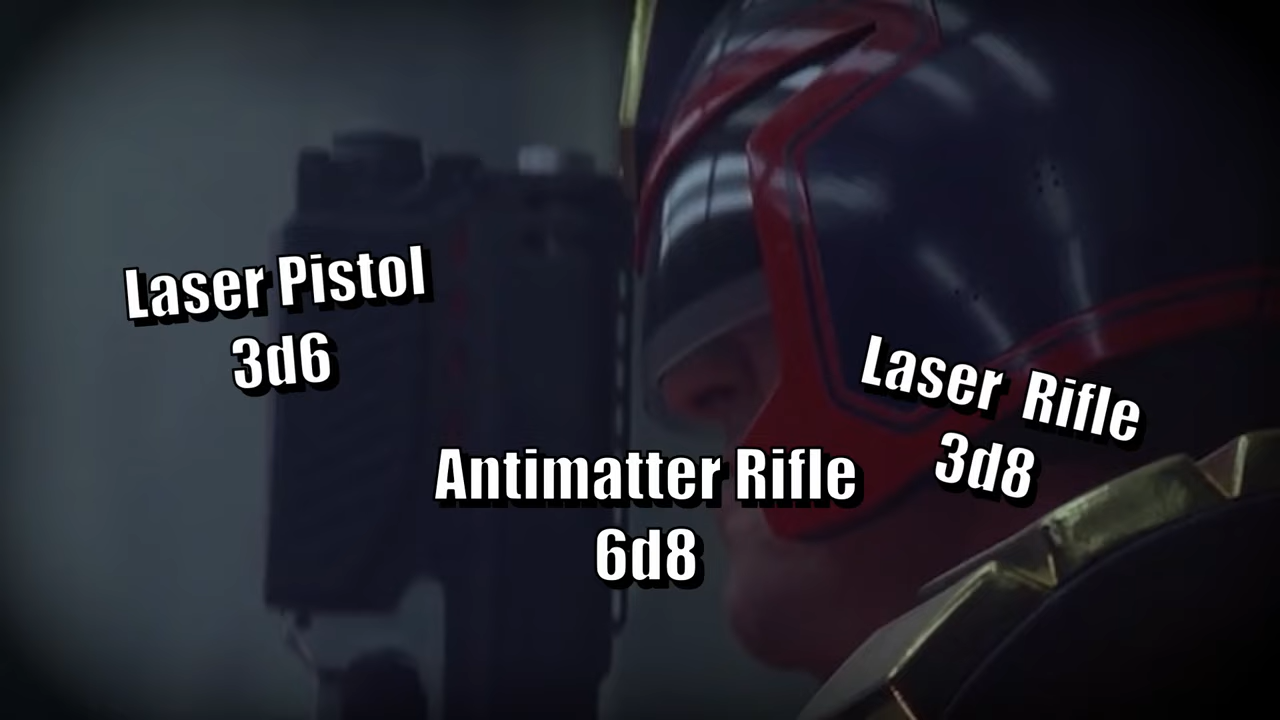 Laser Pistol
3d6
Antimatter Rifle
6d8
Laser Rifle
3d8